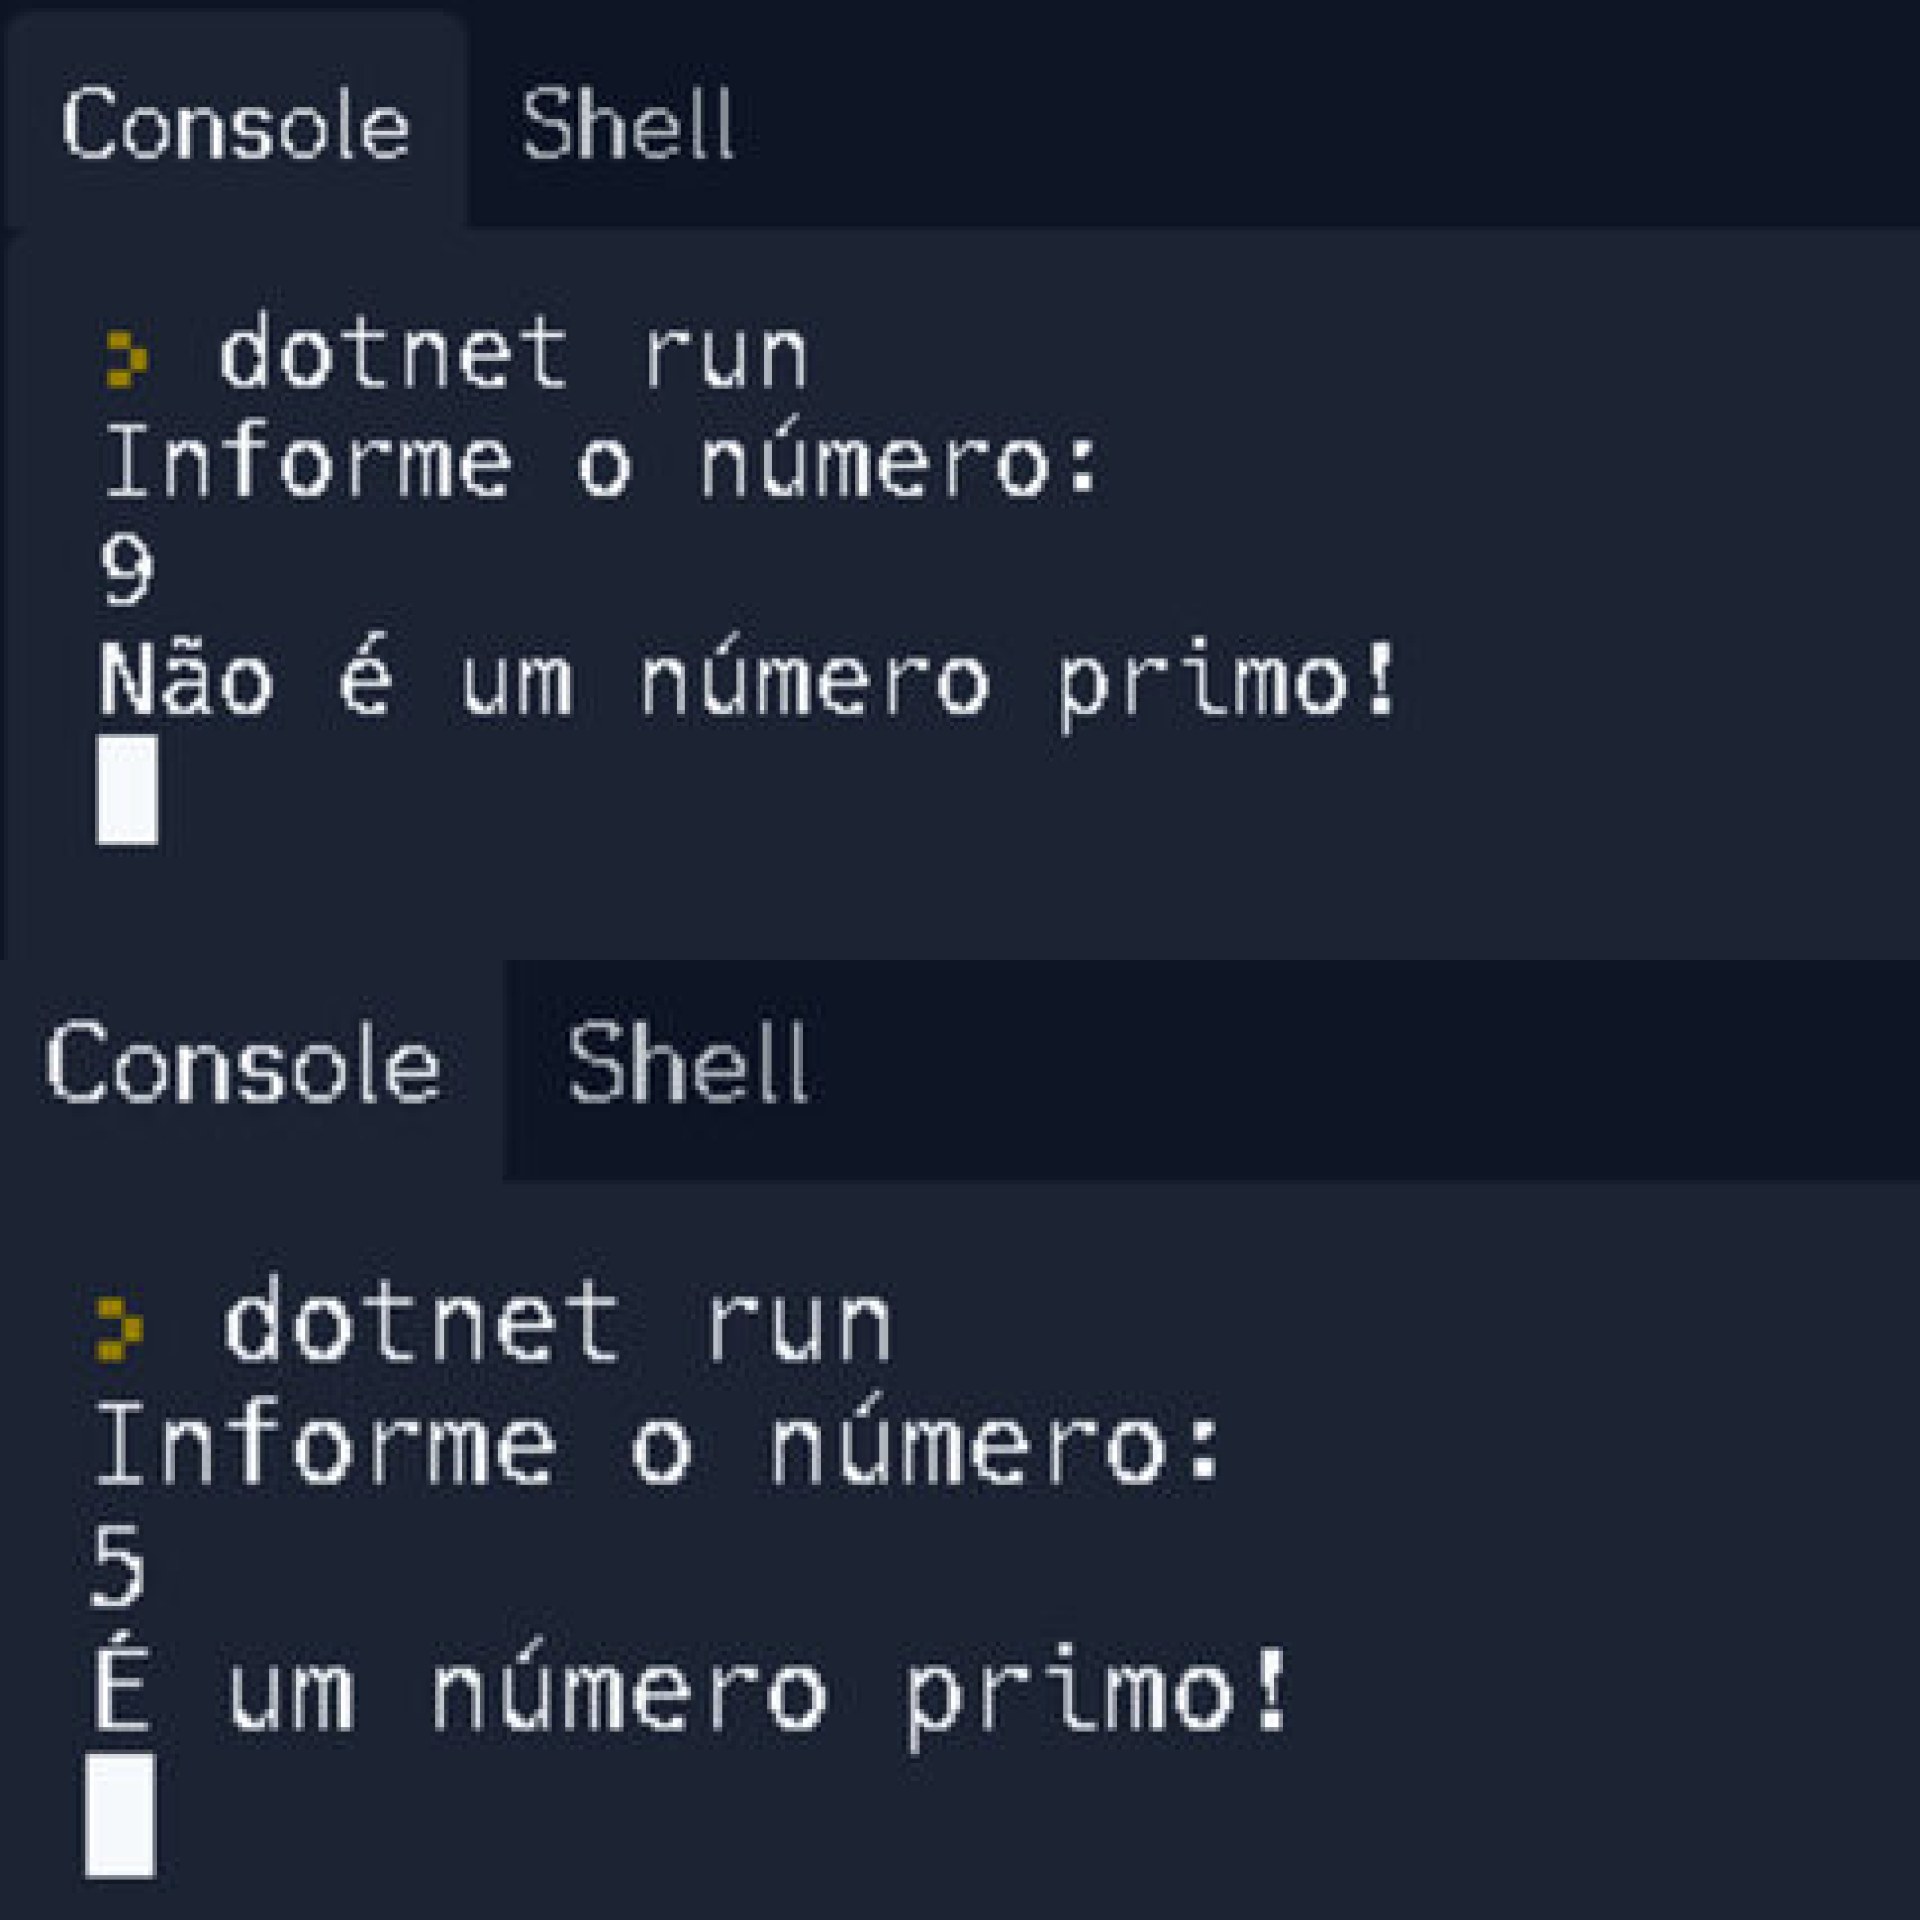 Console Shell
> dotnet run
Informe o número:
9
Não é um número primo!
Console Shell
> dotnet run
Informe o número:
5
É um número primo!